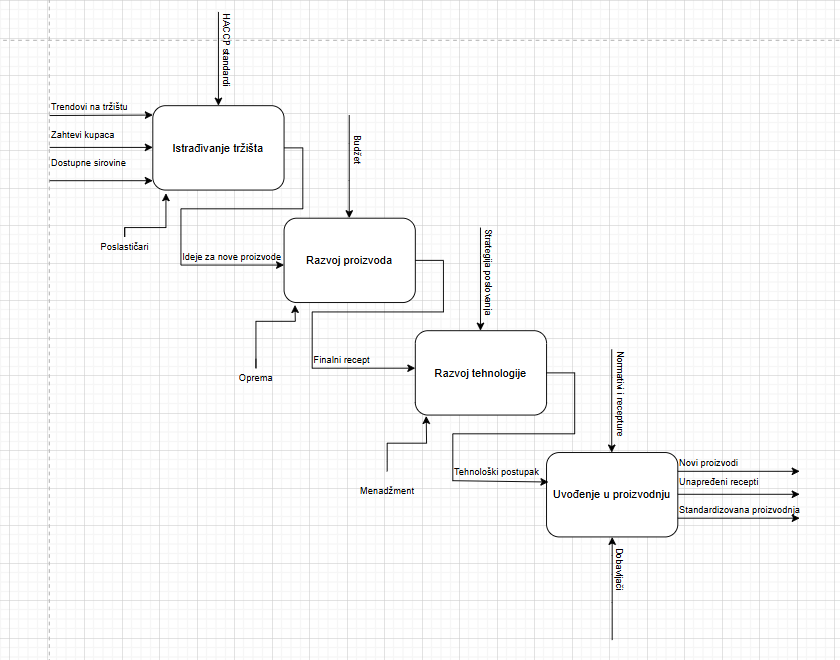 HACCP standardi
Trendovi na tržištu
Zahtevi kupaca
Dostupne sirovine
Istrađivanje tržišta
Poslastičari
Budžet
Ideje za nove proizvode
Razvoj proizvoda
Oprema
Strategija poslovanja
Finalni recept
Razvoj tehnologije
Menadžment
Normativi i recepture
Tehnološki postupak
Uvođenje u proizvodnju
Novi proizvodi
Unapređeni recepti
Standardizovana proizvodnja
Dobavljači